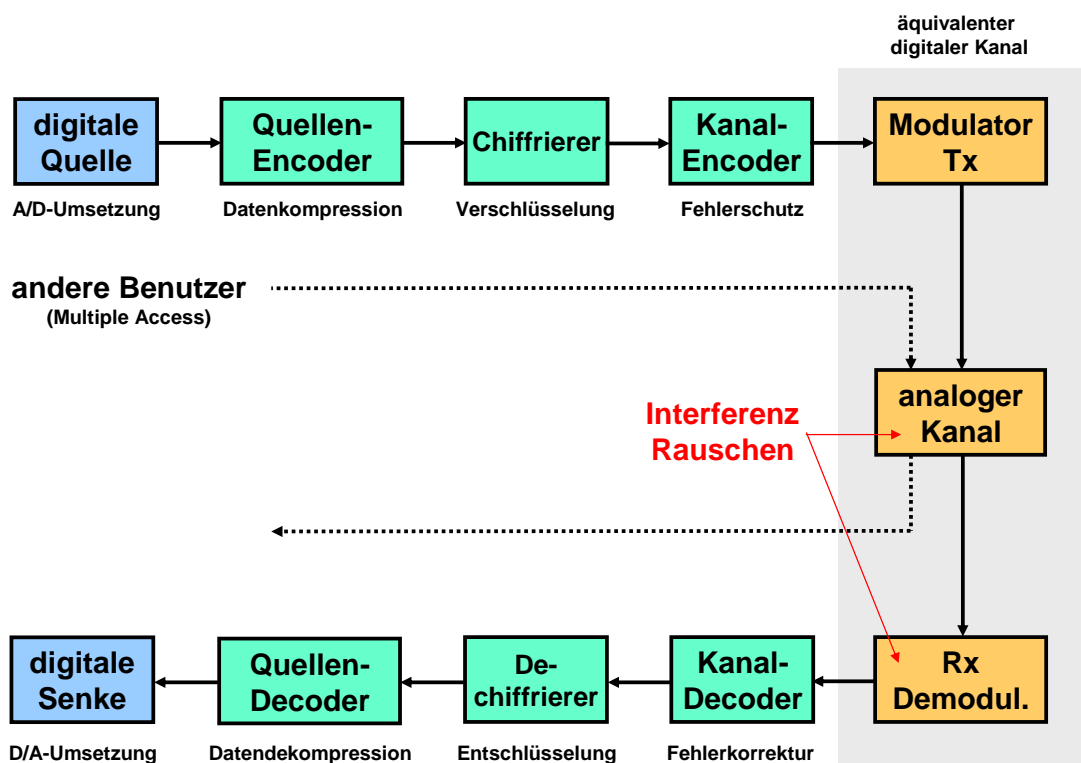 äquivalenter
digitaler Kanal
digitale
Quelle
Quellen-
Encoder
Chiffrierer
Kanal-
Encoder
Modulator
Tx
A/D-Umsetzung
Datenkompression
Verschlüsselung
Fehlerschutz
andere Benutzer
(Multiple Access)
analoger
Kanal
Interferenz
Rauschen
digitale
Senke
Quellen-
Decoder
De-
chiffrierer
Kanal-
Decoder
Rx
Demodul.
D/A-Umsetzung
Datendekompression
Entschlüsselung
Fehlerkorrektur